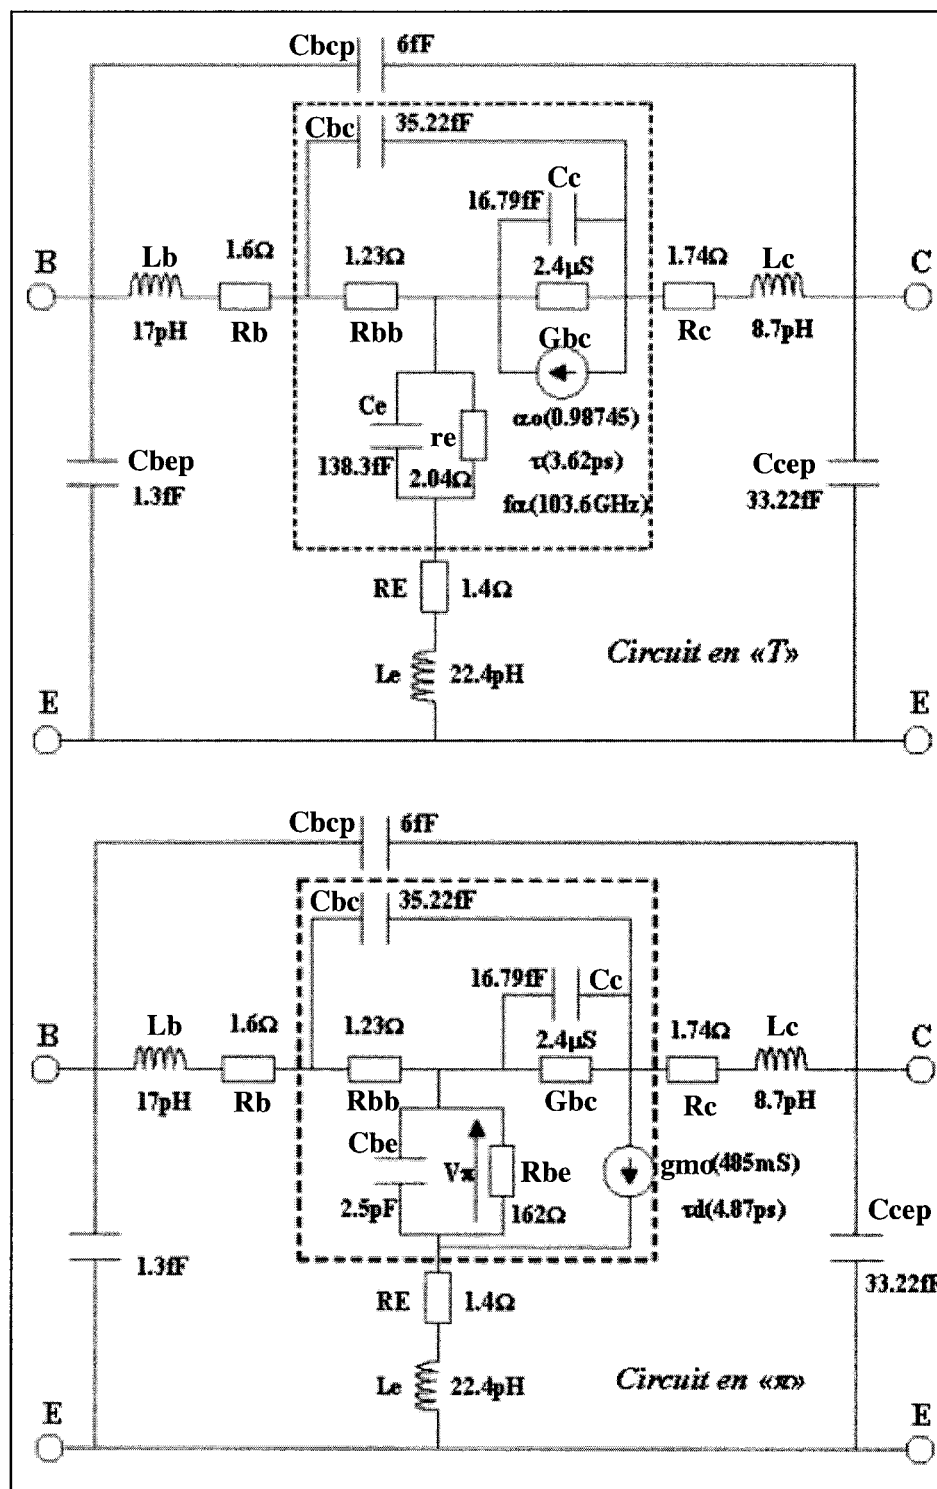 Cbcp
6fF
Cbc
35.22fF
Cc
16.79fF
B
Lb
1.6Ω
1.23Ω
2.4µS
1.74Ω
Lc
C
17pH
Rb
Rbb
Gbc
Rc
8.7pH
Ce
re
αo(0.98745)
138.3fF
2.04Ω
τ(3.62ps)
fα(103.6GHz)
Cbep
1.3fF
Ccep
33.22fF
RE
1.4Ω
Circuit en «T»
Le
22.4pH
E
E
Cbcp
6fF
Cbc
35.22fF
16.79fF
Cc
B
Lb
1.6Ω
1.23Ω
2.4µS
1.74Ω
Lc
C
17pH
Rb
Rbb
Gbc
Rc
8.7pH
Cbe
Vπ
Rbe
gmo(485mS)
2.5pF
162Ω
τd(4.87ps)
Ccep
1.3fF
33.22fF
RE
1.4Ω
Le
22.4pH
Circuit en «π»
E
E